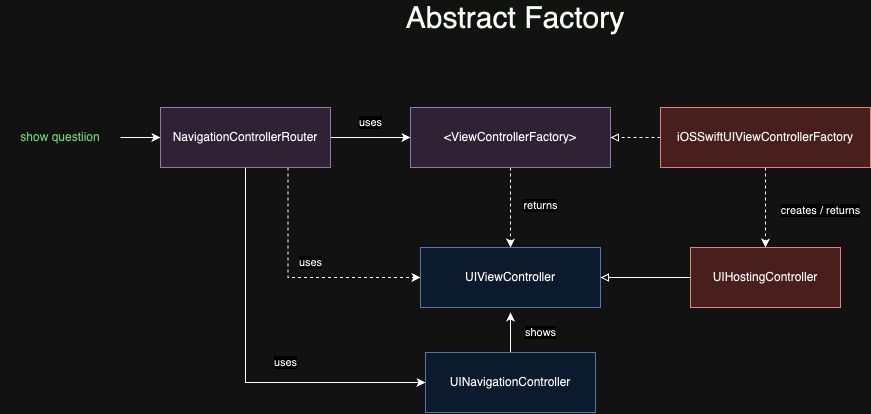 Abstract Factory
show questiion
NavigationControllerRouter
uses
<ViewControllerFactory>
iOSSwiftUIViewControllerFactory
returns
creates / returns
uses
UIViewController
UIHostingController
shows
uses
UINavigationController